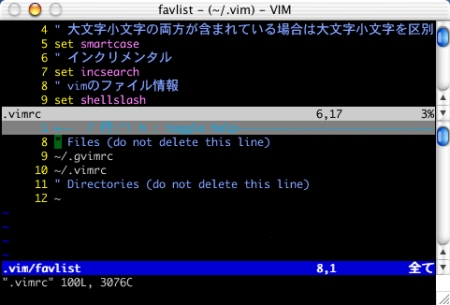 favlist – (~/.vim) – VIM
4 " 大文字小文字の両方が含まれている場合は大文字小文字を区別
5 set smartcase
6 " インクリメンタル
7 set incsearch
8 " vimのファイル情報
9 set shellslash
.vimrc 6,17 3%
8 " Files (do not delete this line)
9 ~/.gvimrc
10 ~/.vimrc
11 " Directories (do not delete this line)
12 ~
~
~
~
~
.vim/favlist 8,1 全て
".vimrc" 100L, 3076C